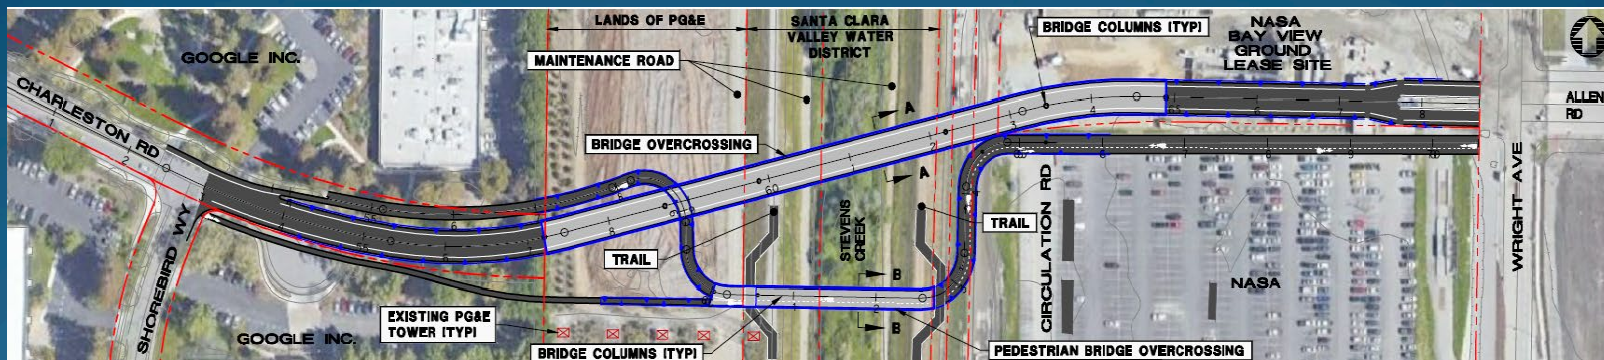 LANDS OF PG&E
SANTA CLARA
VALLEY WATER
DISTRICT
BRIDGE COLUMNS (TYP)
NASA
BAY VIEW
GROUND
LEASE SITE
GOOGLE INC.
MAINTENANCE ROAD
ALLEN
RD
CHARLESTON RD
A
BRIDGE OVERCROSSING
A
TRAIL
TRAIL
STEVENS
CREEK
CIRCULATION RD
WRIGHT AVE
SHOREBIRD WY
B
NASA
EXISTING PG&E
TOWER (TYP)
GOOGLE INC.
B
BRIDGE COLUMNS (TYP)
PEDESTRIAN BRIDGE OVERCROSSING